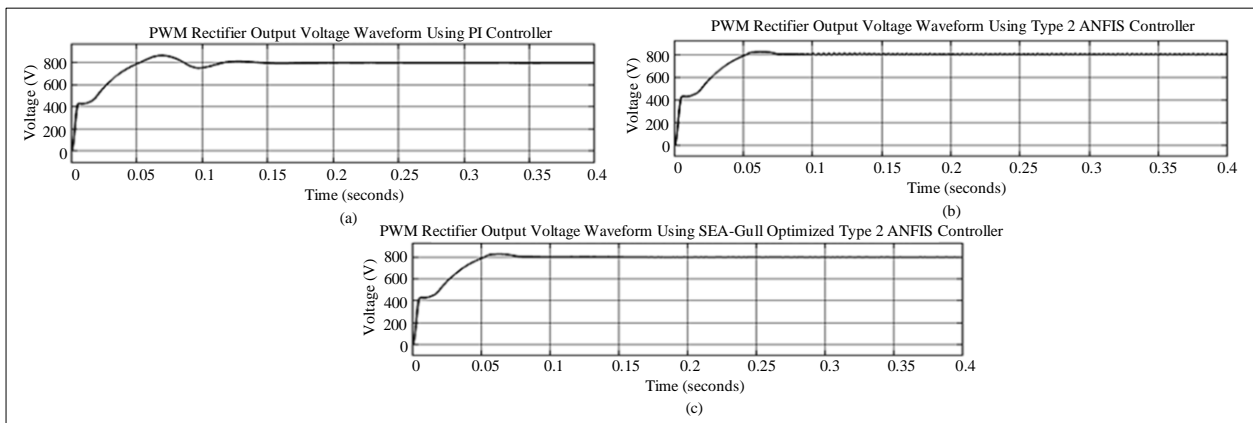 PWM Rectifier Output Voltage Waveform Using PI Controller
Voltage (V)
800
600
400
200
0
0 0.05 0.1 0.15 0.2 0.25 0.3 0.35 0.4
Time (seconds)
(a)
PWM Rectifier Output Voltage Waveform Using Type 2 ANFIS Controller
Voltage (V)
800
600
400
200
0
0 0.05 0.1 0.15 0.2 0.25 0.3 0.35 0.4
Time (seconds)
(b)
PWM Rectifier Output Voltage Waveform Using SEA-Gull Optimized Type 2 ANFIS Controller
Voltage (V)
800
600
400
200
0
0 0.05 0.1 0.15 0.2 0.25 0.3 0.35 0.4
Time (seconds)
(c)